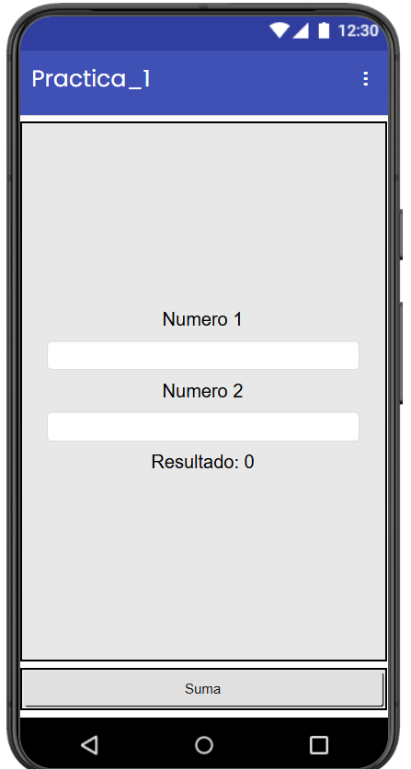 12:30
Practica_1
Numero 1
Numero 2
Resultado: 0
Suma